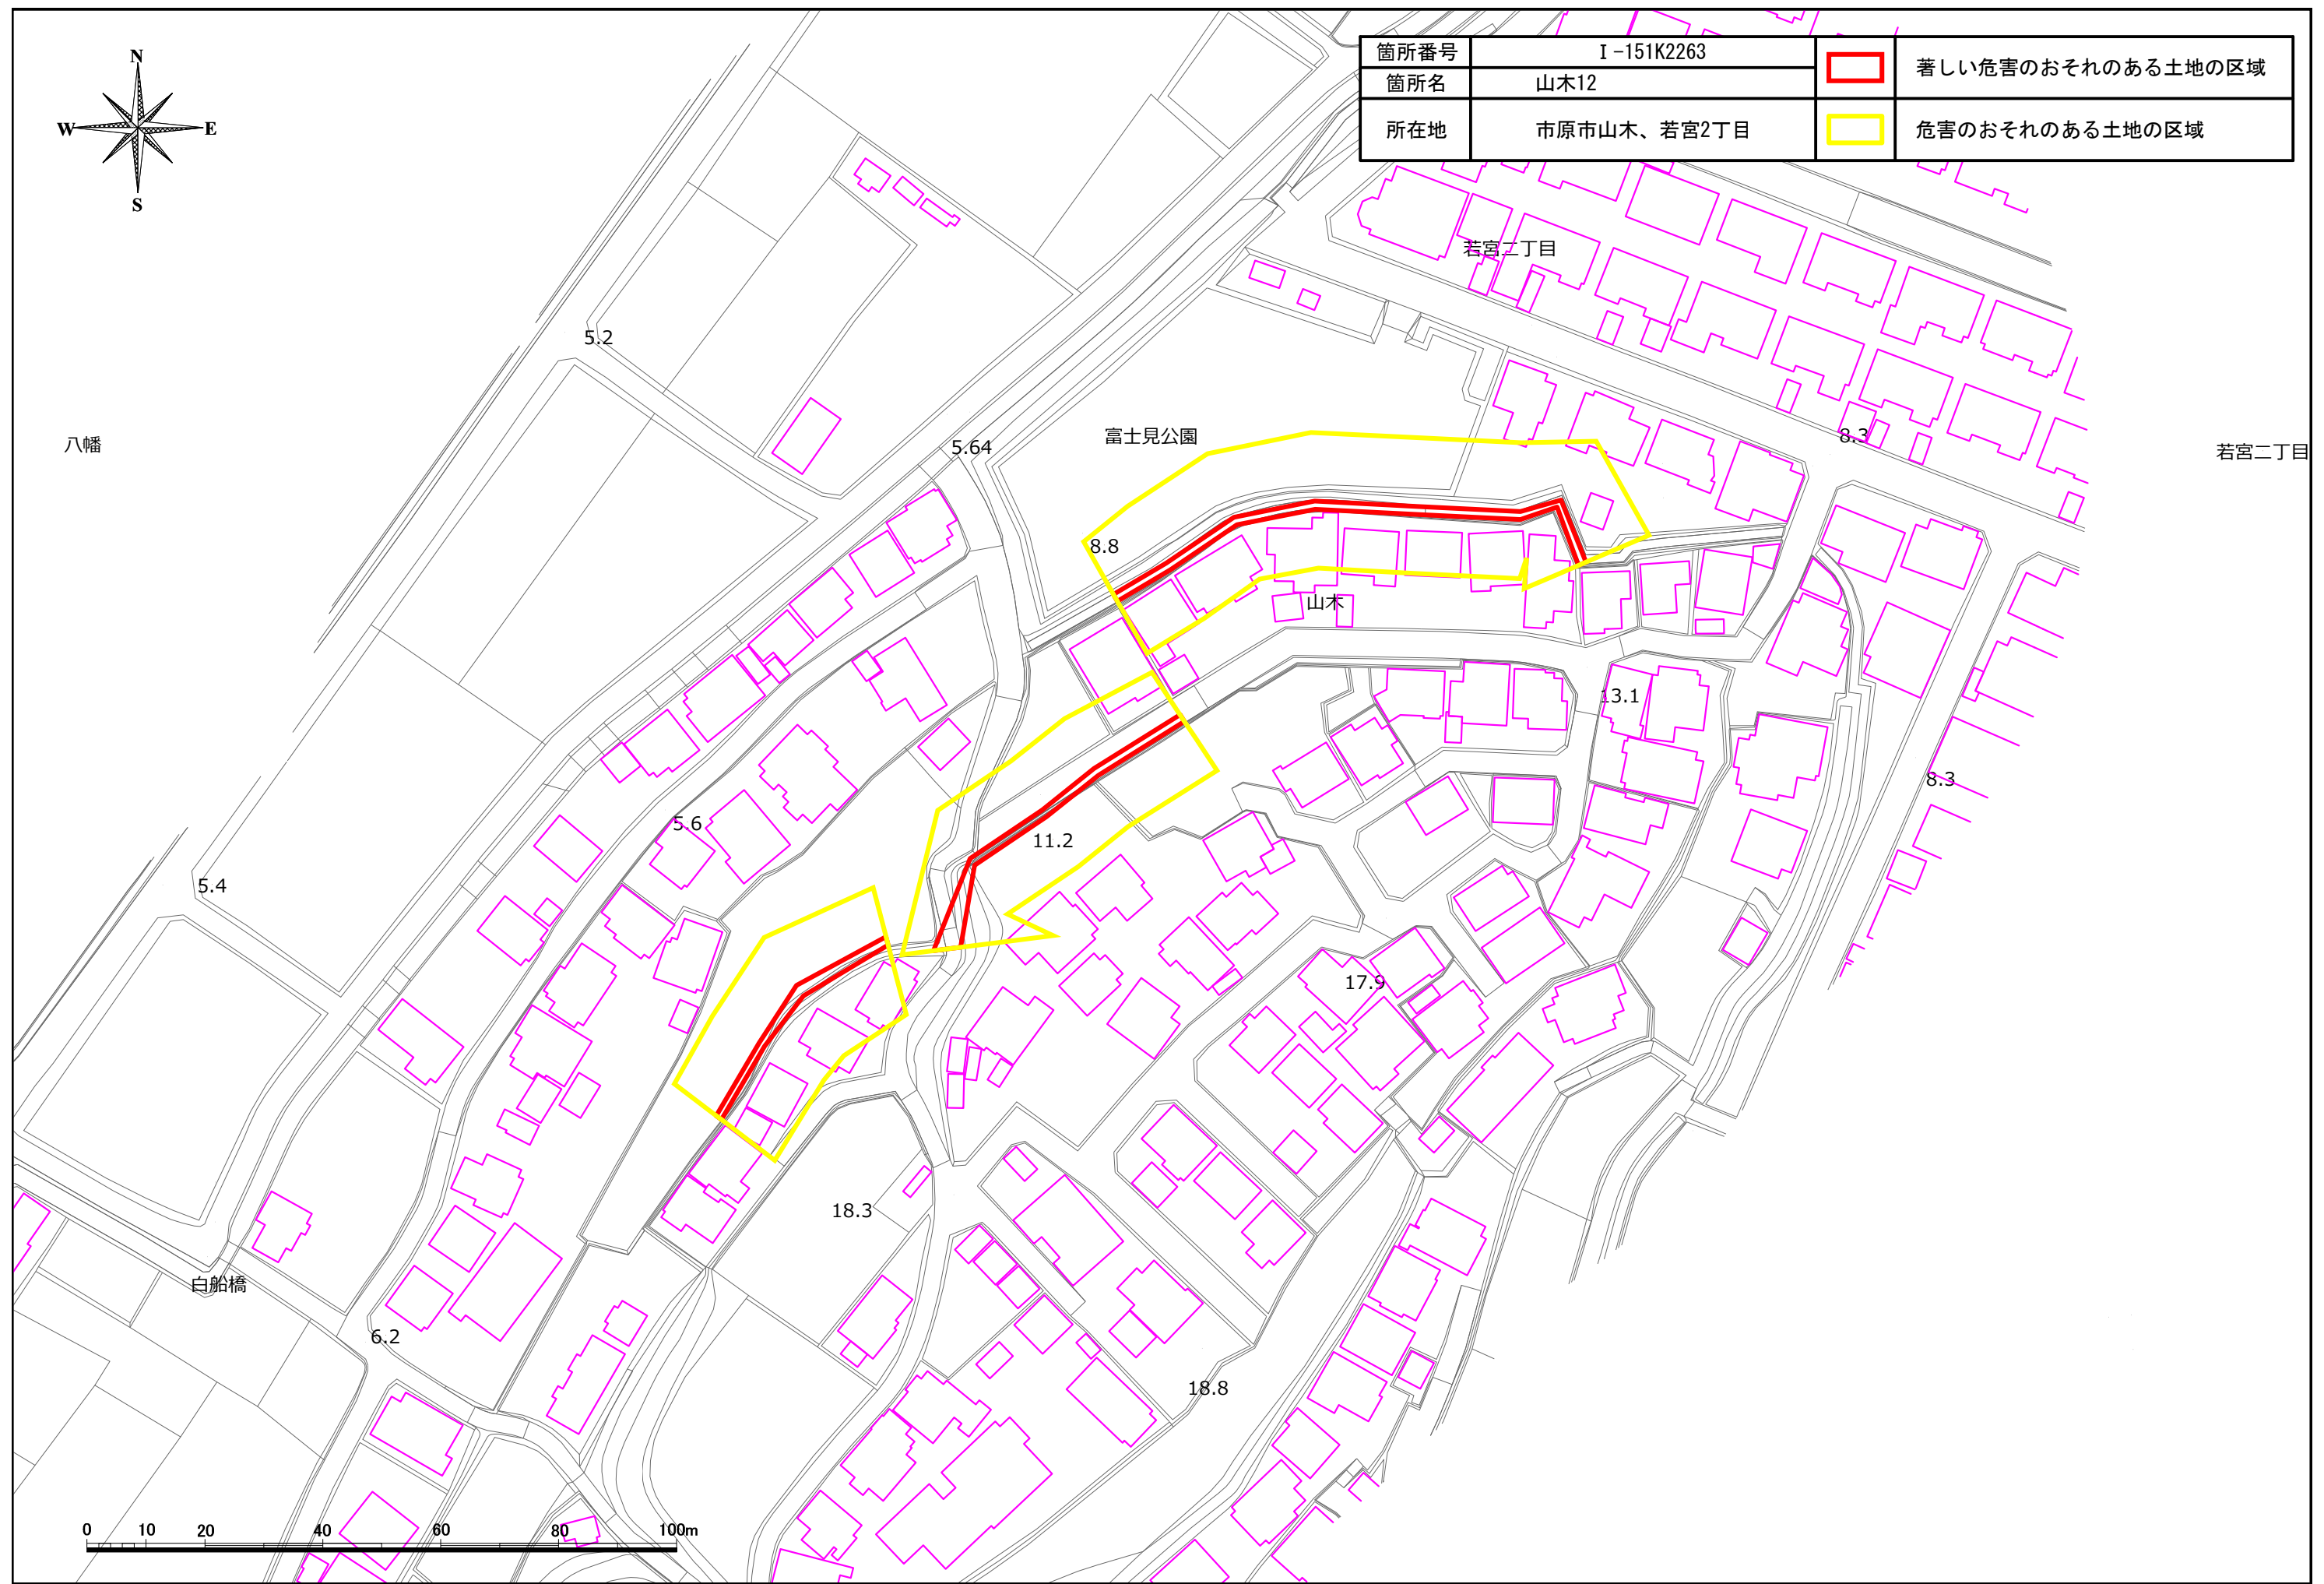 N
W E
S
箇所番号 I-151K2263
箇所名 山木12
所在地 市原市山木、若宮2丁目
著しい危害のおそれのある土地の区域
危害のおそれのある土地の区域
若宮二丁目
5.2
富士見公園
8.3
八幡
5.64
若宮二丁目
8.8
山木
13.1
8.3
5.6
11.2
5.4
17.9
18.3
白船橋
6.2
18.8
0 10 20 40 60 80 100m